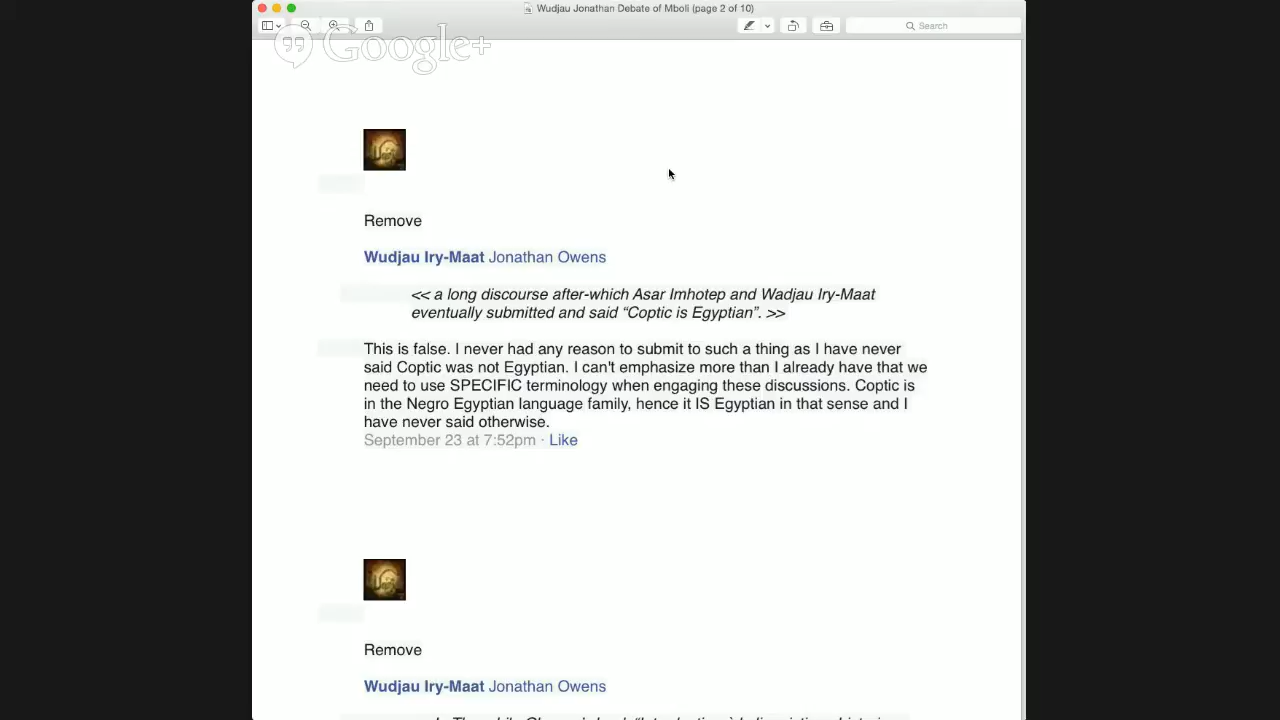 Wudjau Jonathan Debate of Mboli (page 2 of 10)
Search
Google+
Remove
Wudjau Iry-Maat Jonathan Owens
<< a long discourse after-which Asar Imhotep and Wadjau Iry-Maat
eventually submitted and said “Coptic is Egyptian”. >>
This is false. I never had any reason to submit to such a thing as I have never
said Coptic was not Egyptian. I can't emphasize more than I already have that we
need to use SPECIFIC terminology when engaging these discussions. Coptic is
in the Negro Egyptian language family, hence it IS Egyptian in that sense and I
have never said otherwise.
September 23 at 7:52pm · Like
Remove
Wudjau Iry-Maat Jonathan Owens